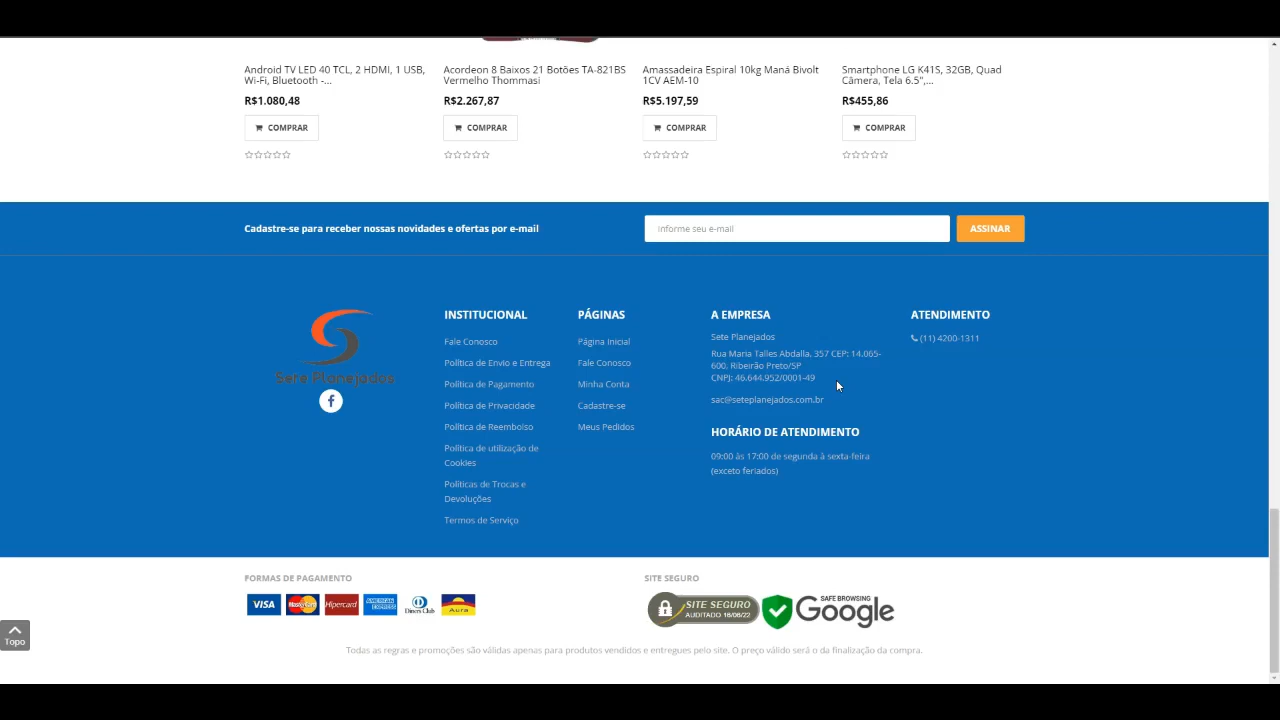 Android TV LED 40 TCL, 2 HDMI, 1 USB,
Wi-Fi, Bluetooth -...
R$1.080,48
COMPRAR
Acordeon 8 Baixos 21 Botões TA-821BS
Vermelho Thommasi
R$2.267,87
COMPRAR
Amassadeira Espiral 10kg Maná Bivolt
1CV AEM-10
R$5.197,59
COMPRAR
Smartphone LG K41S, 32GB, Quad
Câmera, Tela 6.5",...
R$455,86
COMPRAR
Cadastre-se para receber nossas novidades e ofertas por e-mail
Informe seu e-mail
ASSINAR
Sete Planejados
INSTITUCIONAL
Fale Conosco
Política de Envio e Entrega
Política de Pagamento
Política de Privacidade
Política de Reembolso
Política de utilização de
Cookies
Políticas de Trocas e
Devoluções
Termos de Serviço
PÁGINAS
Página Inicial
Fale Conosco
Minha Conta
Cadastre-se
Meus Pedidos
A EMPRESA
Sete Planejados
Rua Maria Talles Abdalla, 357 CEP: 14.065-
600, Ribeirão Preto/SP
CNPJ: 46.644.952/0001-49
sac@seteplanejados.com.br
HORÁRIO DE ATENDIMENTO
09:00 às 17:00 de segunda à sexta-feira
(exceto feriados)
ATENDIMENTO
(11) 4200-1311
FORMAS DE PAGAMENTO
VISA
MasterCard
Hipercard
AMERICAN EXPRESS
Diners Club
Aura
SITE SEGURO
SITE SEGURO
AUDITADO 16/06/22
SAFE BROWSING
Google
Topo
Todas as regras e promoções são válidas apenas para produtos vendidos e entregues pelo site. O preço válido será o da finalização da compra.